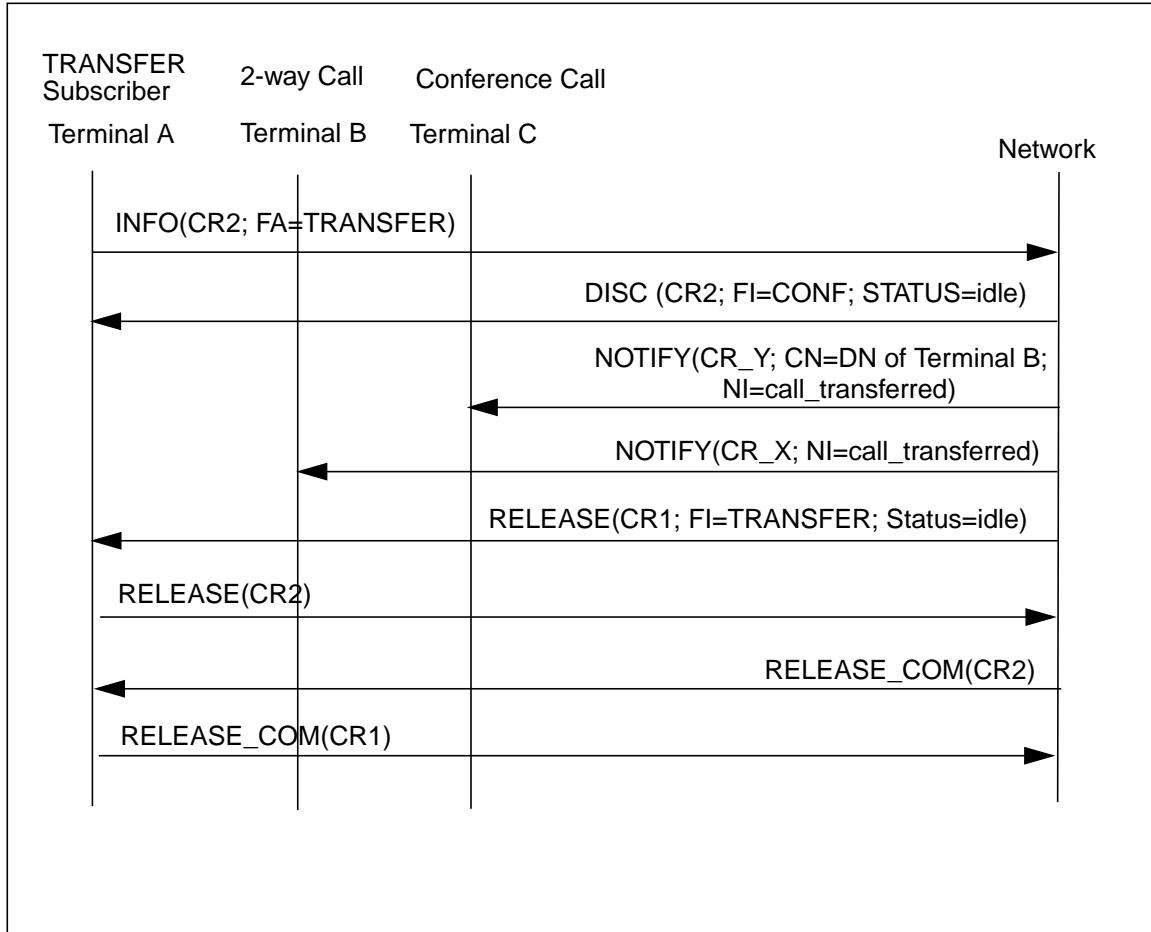 TRANSFER
Subscriber
2-way Call
Conference Call
Terminal A
Terminal B
Terminal C
Network
INFO(CR2; FA=TRANSFER)
DISC (CR2; FI=CONF; STATUS=idle)
NOTIFY(CR_Y; CN=DN of Terminal B;
NI=call_transferred)
NOTIFY(CR_X; NI=call_transferred)
RELEASE(CR1; FI=TRANSFER; Status=idle)
RELEASE(CR2)
RELEASE_COM(CR2)
RELEASE_COM(CR1)